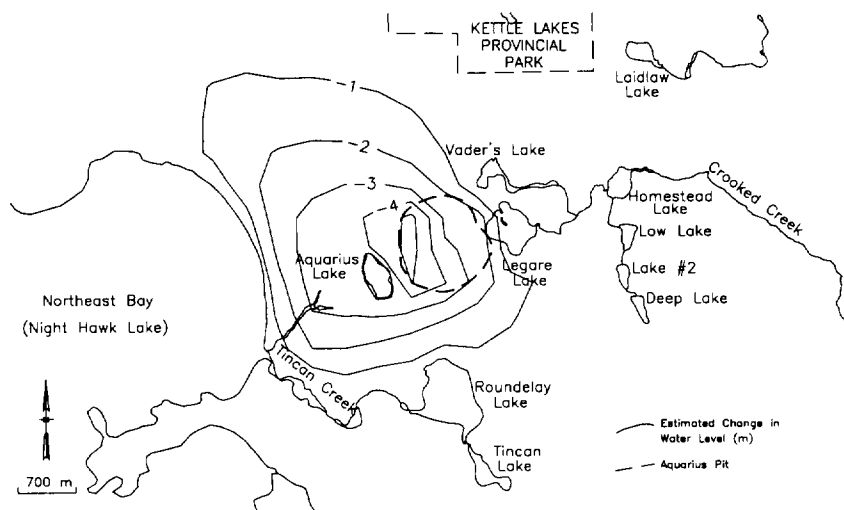 KETTLE LAKES
PROVINCIAL
PARK
Laidlaw
Lake
-1
-2
-3
-4
Vader's Lake
Crooked Creek
Homestead
Lake
Low Lake
Lake #2
Deep Lake
Legare
Lake
Aquarius
Lake
Northeast Bay
(Night Hawk Lake)
Tincan Creek
Roundelay
Lake
Tincan
Lake
Estimated Change in
Water Level (m)
Aquarius Pit
700 m